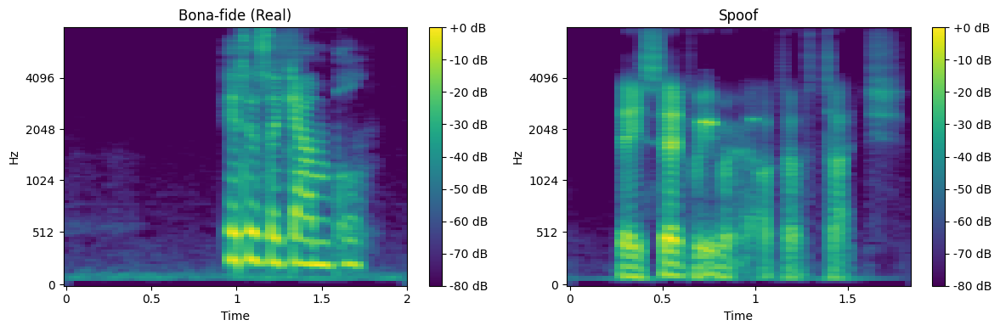 Bona-fide (Real)
Hz
4096
2048
1024
512
0
0
0.5
1
1.5
2
Time
+0 dB
-10 dB
-20 dB
-30 dB
-40 dB
-50 dB
-60 dB
-70 dB
-80 dB
Spoof
Hz
4096
2048
1024
512
0
0
0.5
1
1.5
Time
+0 dB
-10 dB
-20 dB
-30 dB
-40 dB
-50 dB
-60 dB
-70 dB
-80 dB